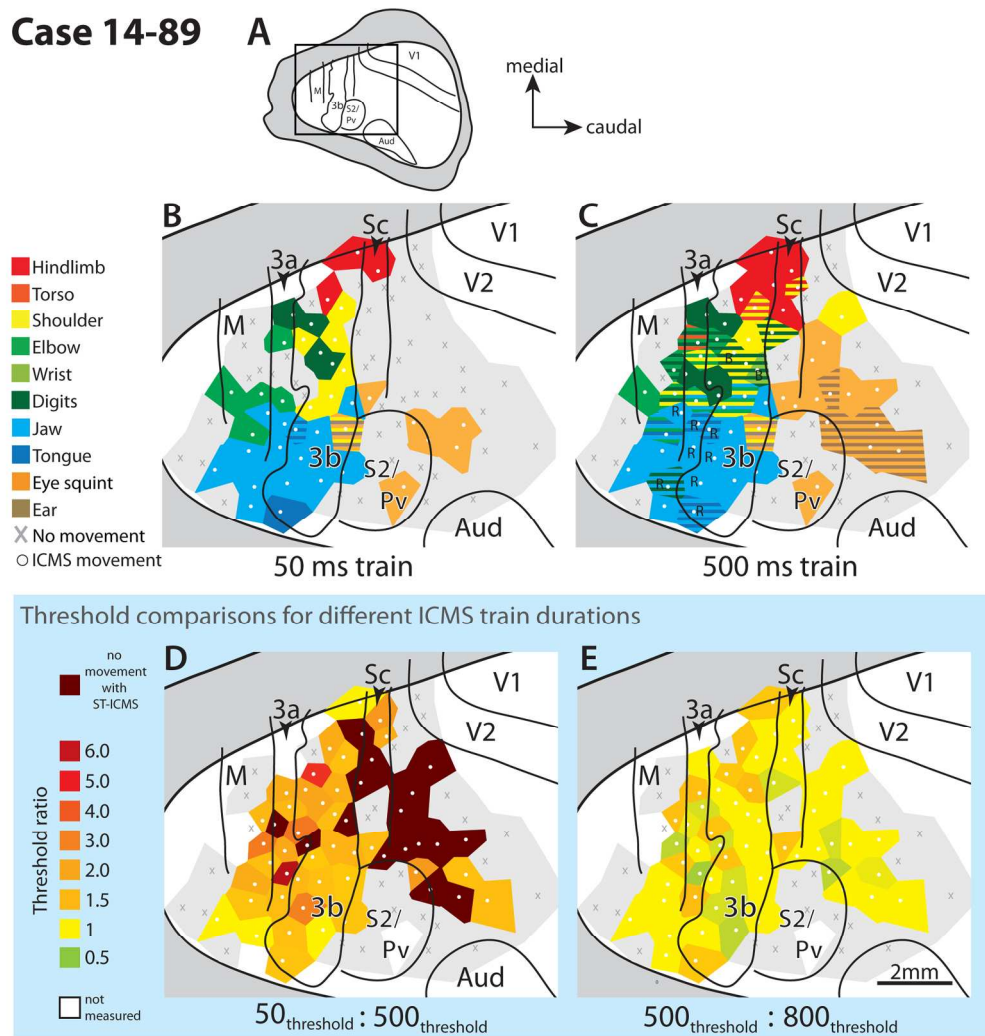 Case 14-89
A
V1
M
3b
S2/
Pv
Aud
medial
caudal
B
Sc
V1
V2
3a
M
3b
S2/
Pv
Aud
50 ms train
C
Sc
V1
V2
3a
M
R
B
R
R
R
R
R
R
R
R
3b
S2/
Pv
Aud
500 ms train
Hindlimb
Torso
Shoulder
Elbow
Wrist
Digits
Jaw
Tongue
Eye squint
Ear
No movement
ICMS movement
Threshold comparisons for different ICMS train durations
no
movement
with
ST-ICMS
Threshold ratio
6.0
5.0
4.0
3.0
2.0
1.5
1
0.5
not
measured
D
Sc
V1
V2
3a
M
3b
S2/
Pv
Aud
50threshold : 500threshold
E
Sc
V1
V2
3a
M
3b
S2/
Pv
Aud
2mm
500threshold : 800threshold